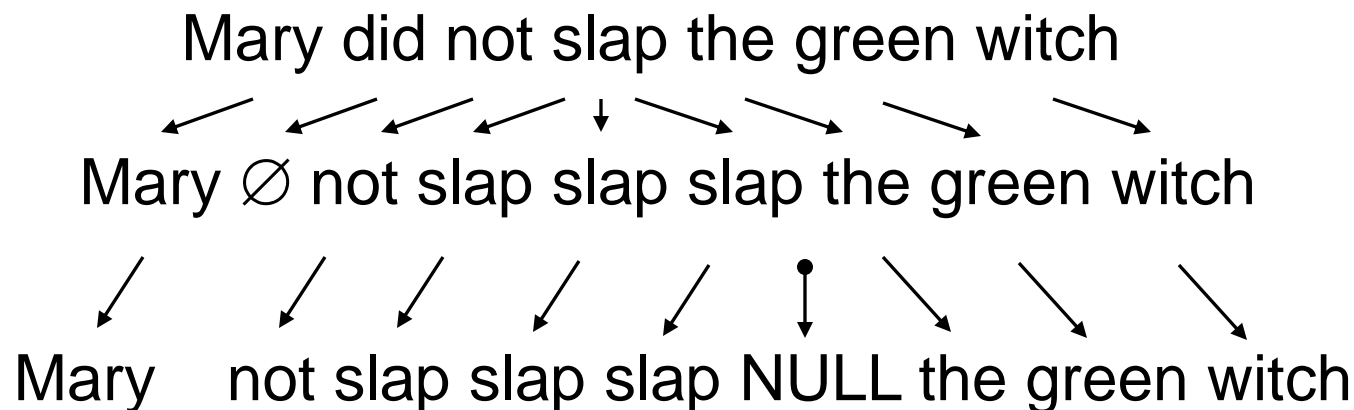 Mary did not slap the green witch
Mary ∅ not slap slap slap the green witch
Mary not slap slap slap NULL the green witch